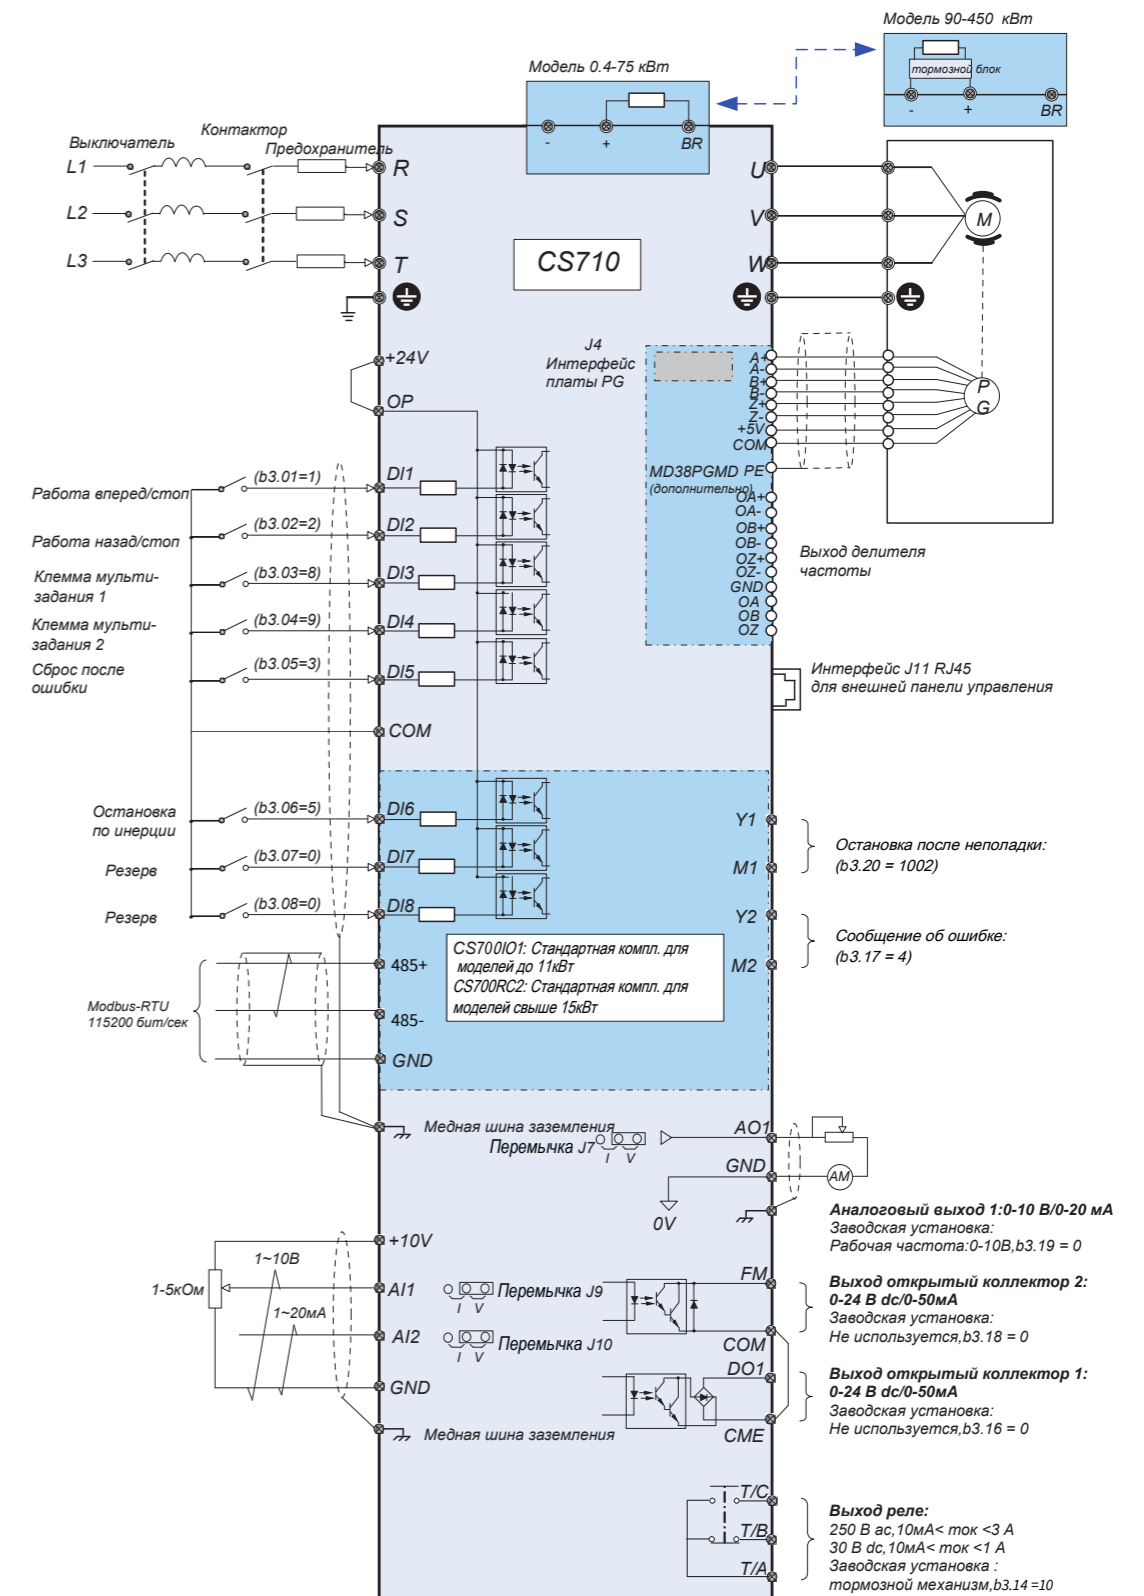 Модель 90-450 кВт
тормозной блок
-
+
BR
Модель 0.4-75 кВт
-
+
BR
Выключатель
Контактор
Предохранитель
L1
R
U
L2
S
V
M
L3
T
W
CS710
+24V
OP
J4
Интерфейс
платы PG
A+
A-
B+
B-
Z+
Z-
+5V
COM
P
G
MD38PGMD PE
(дополнительно)
OA+
OA-
OB+
OB-
OZ+
OZ-
GND
OA
OB
OZ
Выход делителя
частоты
Работа вперед/стоп
(b3.01=1)
DI1
Работа назад/стоп
(b3.02=2)
DI2
Клемма мульти-
задания 1
(b3.03=8)
DI3
Клемма мульти-
задания 2
(b3.04=9)
DI4
Сброс после
ошибки
(b3.05=3)
DI5
Интерфейс J11 RJ45
для внешней панели управления
COM
Остановка
по инерции
(b3.06=5)
DI6
Резерв
(b3.07=0)
DI7
Резерв
(b3.08=0)
DI8
Y1
M1
Остановка после неполадки:
(b3.20 = 1002)
Y2
M2
Сообщение об ошибке:
(b3.17 = 4)
CS700IO1: Стандартная компл. для
моделей до 11кВт
CS700RC2: Стандартная компл. для
моделей свыше 15кВт
Modbus-RTU
115200 бит/сек
485+
485-
GND
Медная шина заземления
Перемычка J7
I V
AO1
GND
0V
AM
Аналоговый выход 1:0-10 В/0-20 мА
Заводская установка:
Рабочая частота:0-10В,b3.19 = 0
+10V
1~10В
1-5кОм
AI1
I V
Перемычка J9
1~20мА
AI2
I V
Перемычка J10
GND
Медная шина заземления
FM
COM
Выход открытый коллектор 2:
0-24 В dc/0-50мА
Заводская установка:
Не используется,b3.18 = 0
DO1
CME
Выход открытый коллектор 1:
0-24 В dc/0-50мА
Заводская установка:
Не используется,b3.16 = 0
T/C
T/B
T/A
Выход реле:
250 В ac,10мА< ток <3 А
30 В dc,10мА< ток <1 А
Заводская установка :
тормозной механизм,b3.14 =10